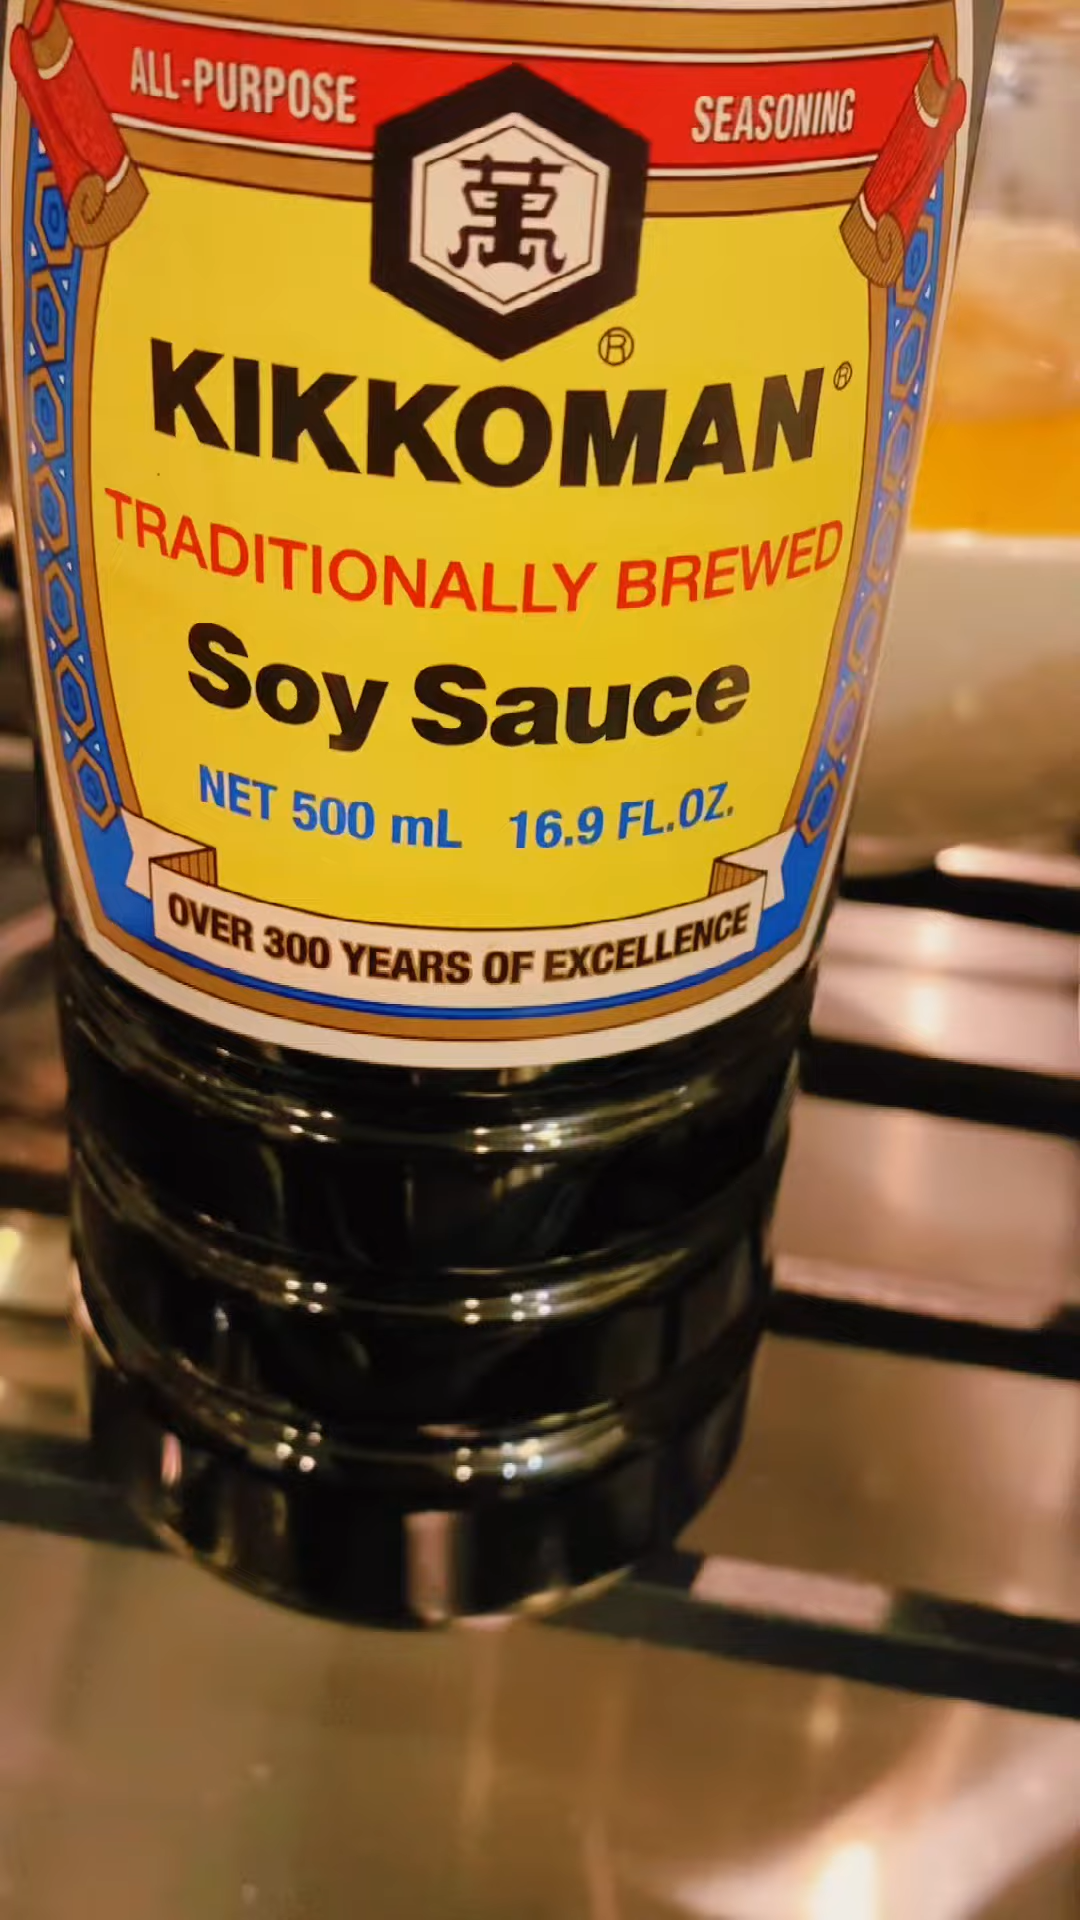 ALL-PURPOSE SEASONING
萬
®
KIKKOMAN®
TRADITIONALLY BREWED
Soy Sauce
NET 500 mL 16.9 FL.OZ.
OVER 300 YEARS OF EXCELLENCE